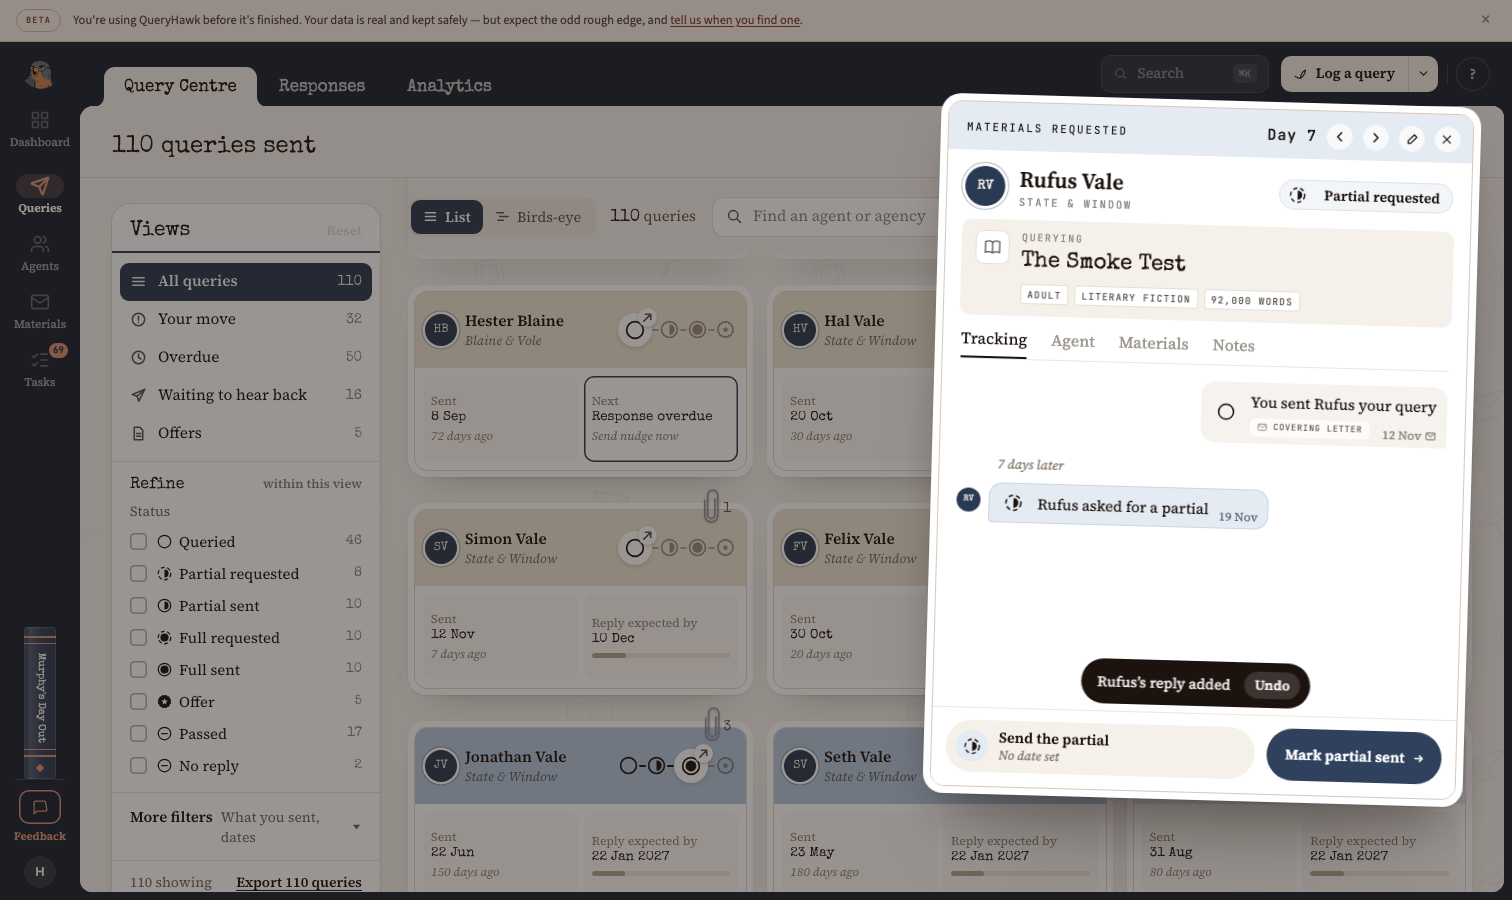 BETA
You're using QueryHawk before it's finished. Your data is real and kept safely — but expect the odd rough edge, and tell us when you find one.
Query Centre
Responses
Analytics
Search
⌘K
Log a query
?
Dashboard
Queries
Agents
Materials
69
Tasks
Murphy's Day Out
Feedback
H
110 queries sent
Views
Reset
All queries 110
Your move 32
Overdue 50
Waiting to hear back 16
Offers 5
Refine
within this view
Status
Queried 46
Partial requested 8
Partial sent 10
Full requested 10
Full sent 10
Offer 5
Passed 17
No reply 2
More filters
What you sent,
dates
110 showing
Export 110 queries
List
Birds-eye
110 queries
Find an agent or agency
HB
Hester Blaine
Blaine & Vole
Sent
8 Sep
72 days ago
Next
Response overdue
Send nudge now
HV
Hal Vale
State & Window
Sent
20 Oct
30 days ago
1
SV
Simon Vale
State & Window
Sent
12 Nov
7 days ago
Reply expected by
10 Dec
FV
Felix Vale
State & Window
Sent
30 Oct
20 days ago
3
JV
Jonathan Vale
State & Window
Sent
22 Jun
150 days ago
Reply expected by
22 Jan 2027
SV
Seth Vale
State & Window
Sent
23 May
180 days ago
Reply expected by
22 Jan 2027
Sent
31 Aug
80 days ago
Reply expected by
22 Jan 2027
MATERIALS REQUESTED
Day 7
RV
Rufus Vale
STATE & WINDOW
Partial requested
QUERYING
The Smoke Test
ADULT
LITERARY FICTION
92,000 WORDS
Tracking
Agent
Materials
Notes
You sent Rufus your query
COVERING LETTER
12 Nov
7 days later
RV
Rufus asked for a partial
19 Nov
Rufus's reply added
Undo
Send the partial
No date set
Mark partial sent →